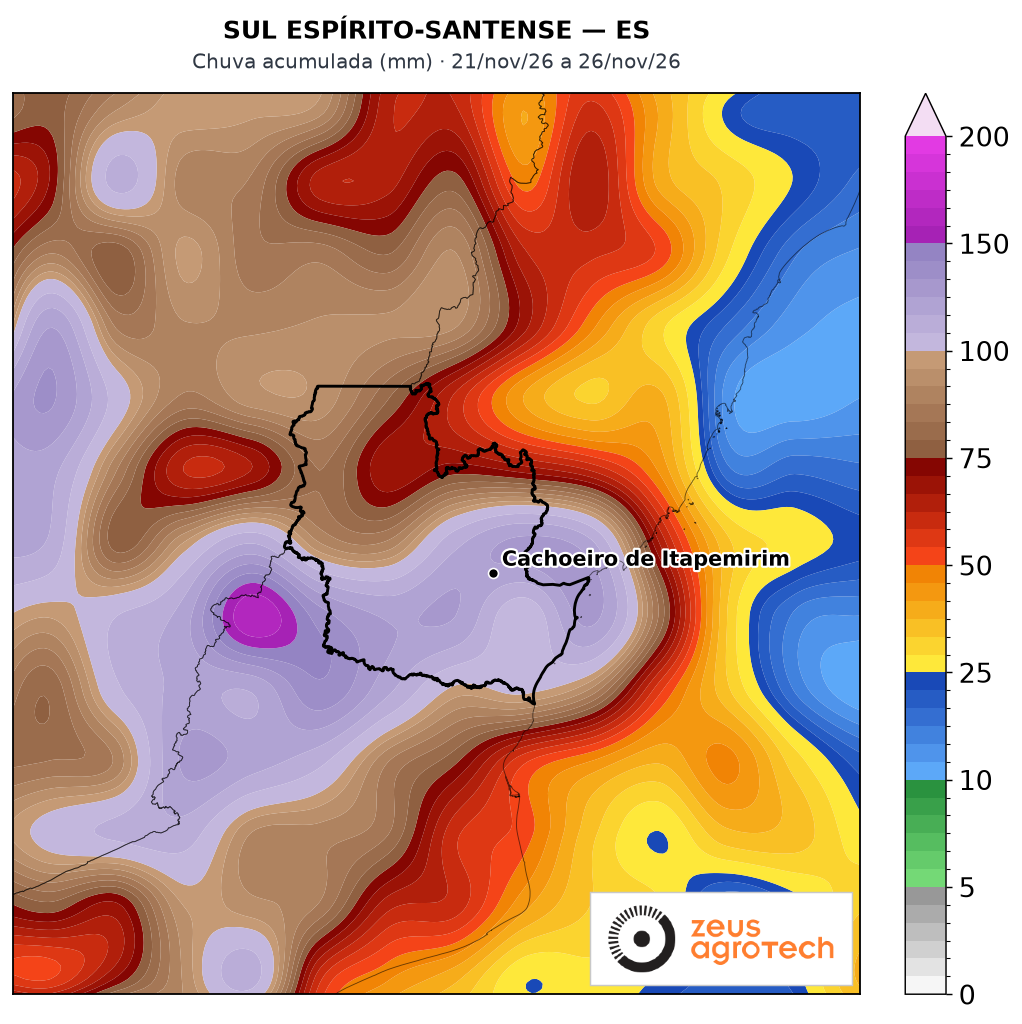 SUL ESPÍRITO-SANTENSE — ES
Chuva acumulada (mm) · 21/nov/26 a 26/nov/26
Cachoeiro de Itapemirim
200
150
100
75
50
25
10
5
0
zeus
agrotech